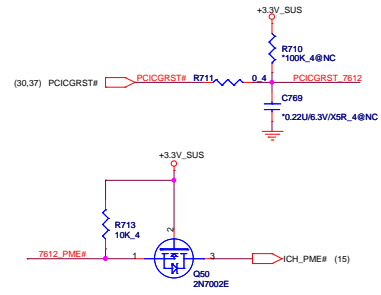 +3.3V_SUS
R710
*100K_4@NC
(30,37) PCICGRST# PCICGRST# R711 0_4 PCICGRST_7612
C769
*0.22U/6.3V/X5R_4@NC
+3.3V_SUS
R713
10K_4
2
7612_PME# 1 3 ICH_PME# (15)
Q50
2N7002E